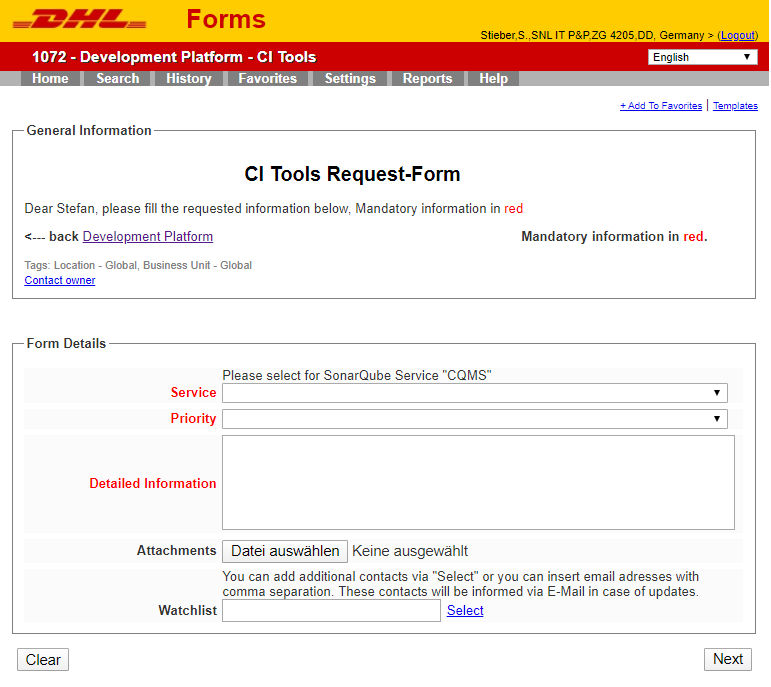 DHL Forms
Stieber,S.,SNL IT P&P,ZG 4205,DD, Germany > (Logout)
1072 - Development Platform - CI Tools English
Home Search History Favorites Settings Reports Help
+ Add To Favorites | Templates
General Information
CI Tools Request-Form
Dear Stefan, please fill the requested information below, Mandatory information in red
<--- back Development Platform Mandatory information in red.
Tags: Location - Global, Business Unit - Global
Contact owner
Form Details
Please select for SonarQube Service "CQMS"
Service
Priority
Detailed Information
Attachments Datei auswählen Keine ausgewählt
You can add additional contacts via "Select" or you can insert email adresses with
comma separation. These contacts will be informed via E-Mail in case of updates.
Watchlist Select
Clear Next